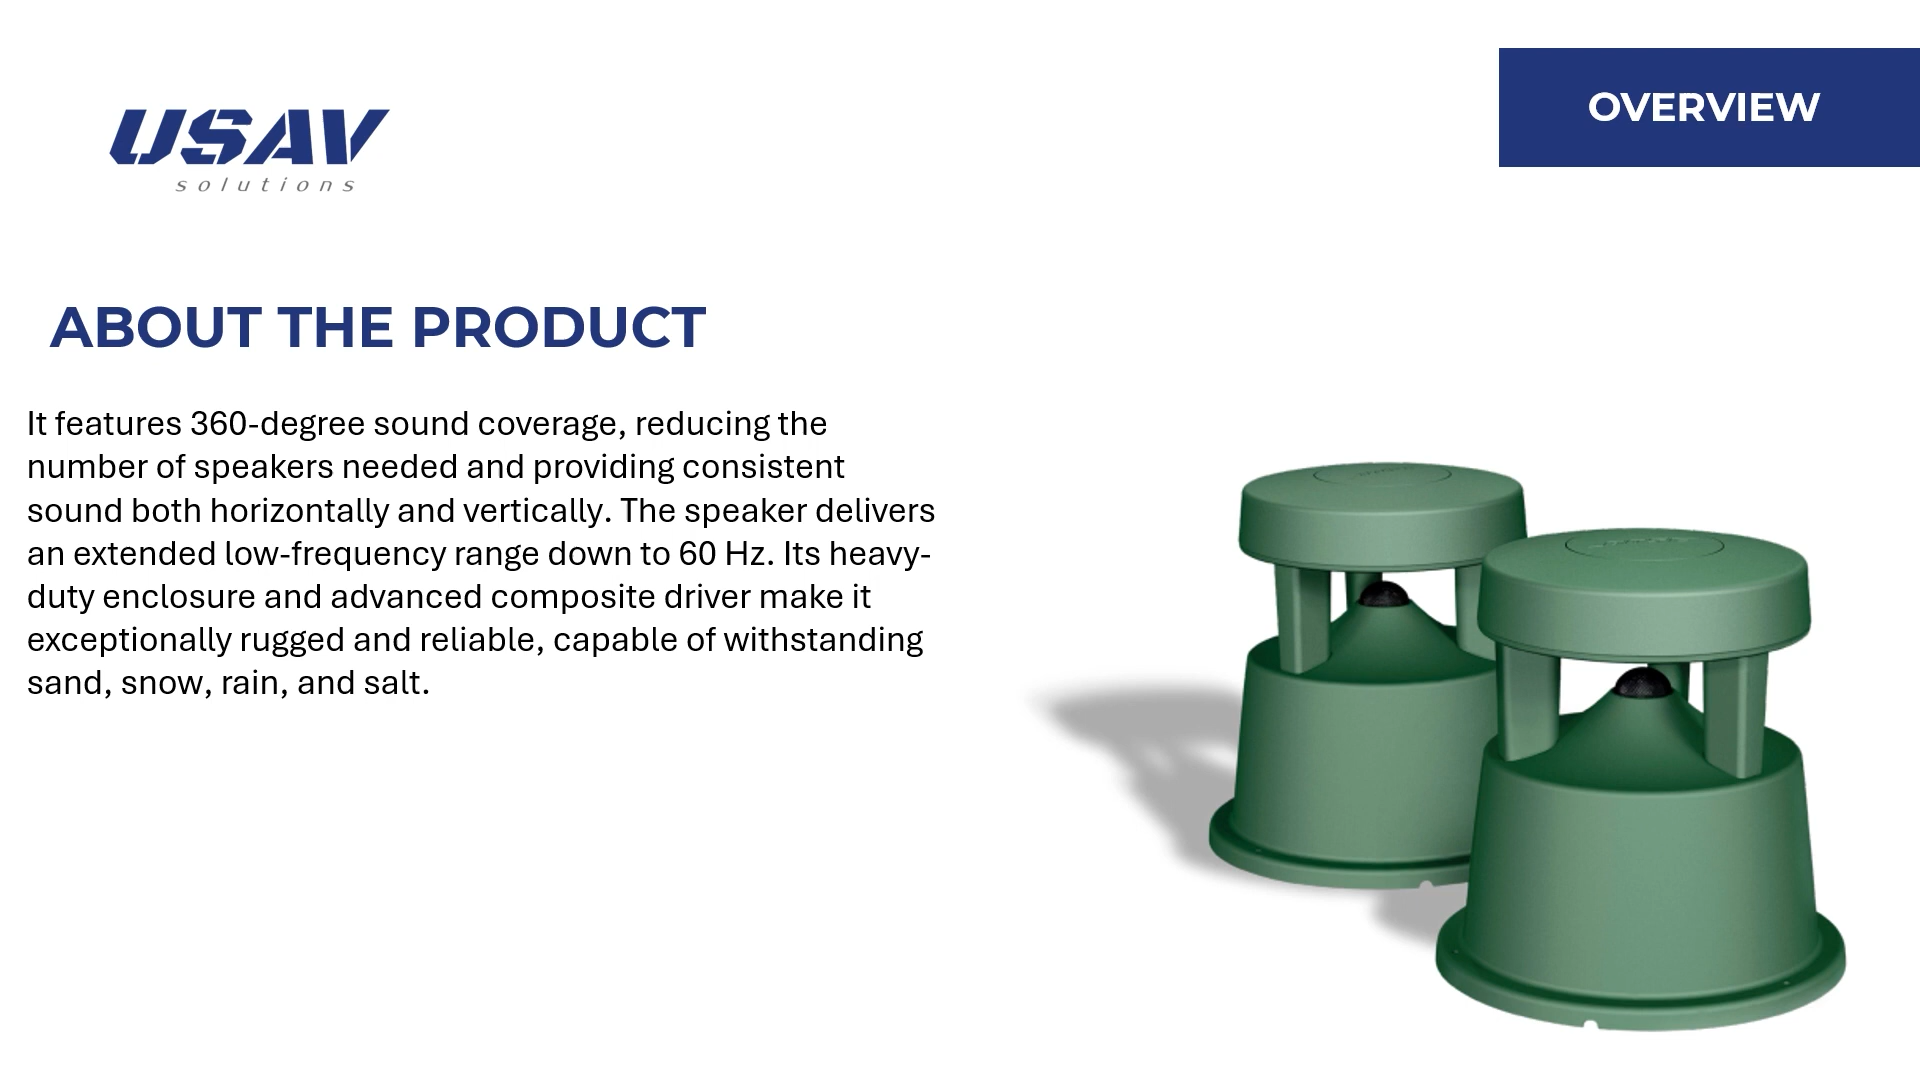 USAV
solutions
OVERVIEW
ABOUT THE PRODUCT
It features 360-degree sound coverage, reducing the
number of speakers needed and providing consistent
sound both horizontally and vertically. The speaker delivers
an extended low-frequency range down to 60 Hz. Its heavy-
duty enclosure and advanced composite driver make it
exceptionally rugged and reliable, capable of withstanding
sand, snow, rain, and salt.